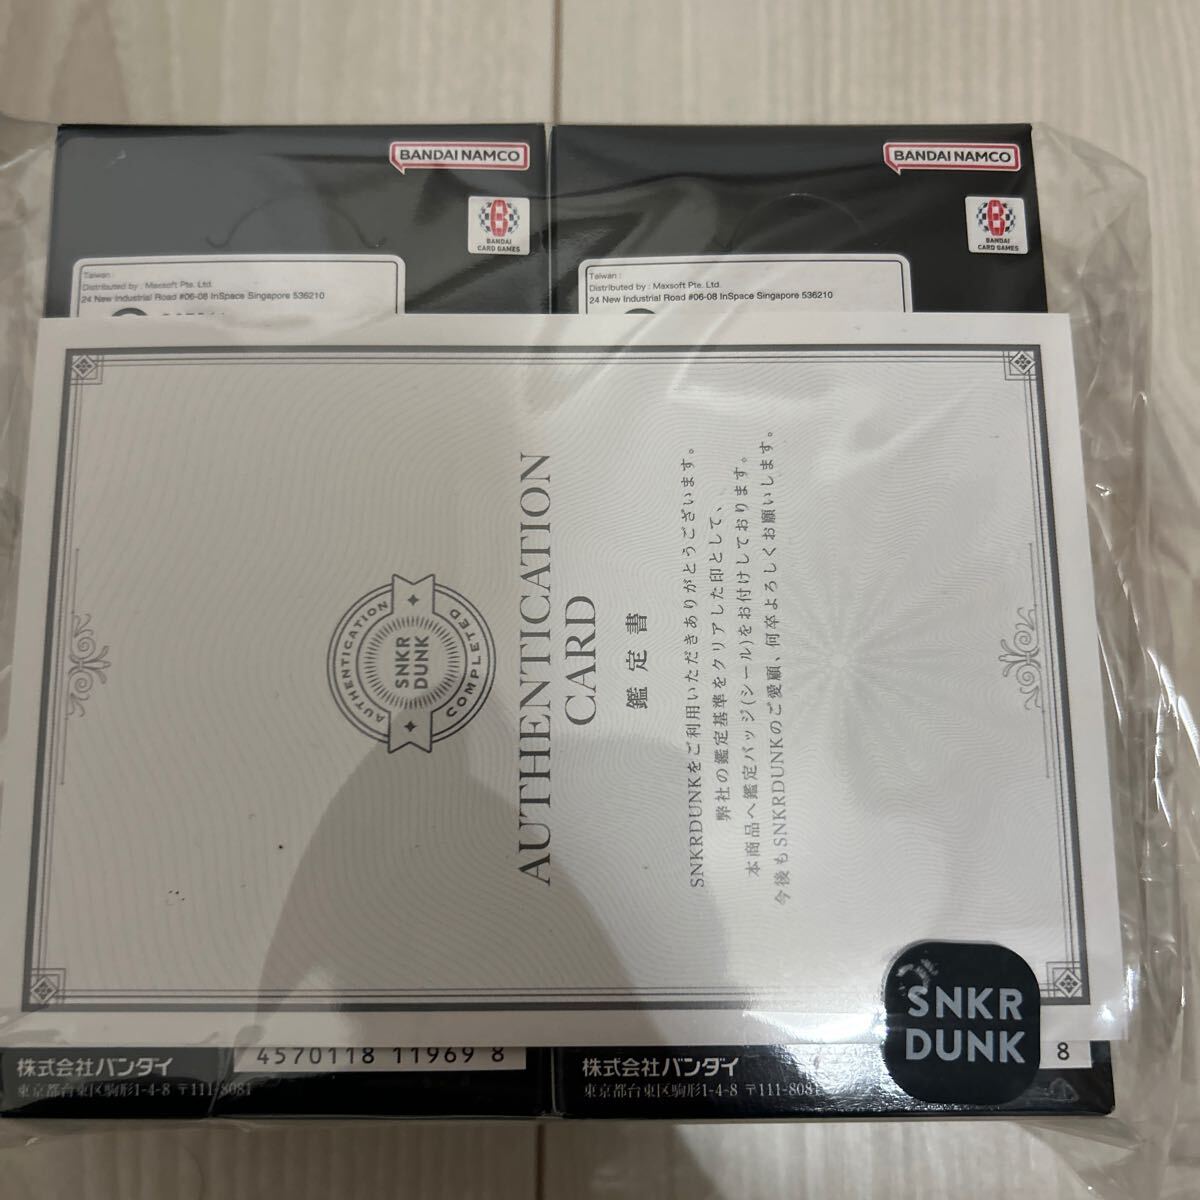 BANDAI NAMCO
BANDAI
CARD GAMES
Taiwan :
Distributed by : Maxsoft Pte. Ltd.
24 New Industrial Road #06-08 InSpace Singapore 536210
BANDAI NAMCO
BANDAI
CARD GAMES
Taiwan :
Distributed by : Maxsoft Pte. Ltd.
24 New Industrial Road #06-08 InSpace Singapore 536210
AUTHENTICATION
SNKR
DUNK
COMPLETED
AUTHENTICATION
CARD
鑑定書
SNKRDUNKをご利用いただきありがとうございます。
弊社の鑑定基準をクリアした印として、
本商品へ鑑定バッジ(シール)をお付けしております。
今後もSNKRDUNKのご愛顧、何卒よろしくお願いします。
SNKR
DUNK
4570118 11969 8
株式会社バンダイ
東京都台東区駒形1-4-8 〒111-8081
8
株式会社バンダイ
東京都台東区駒形1-4-8 〒111-8081